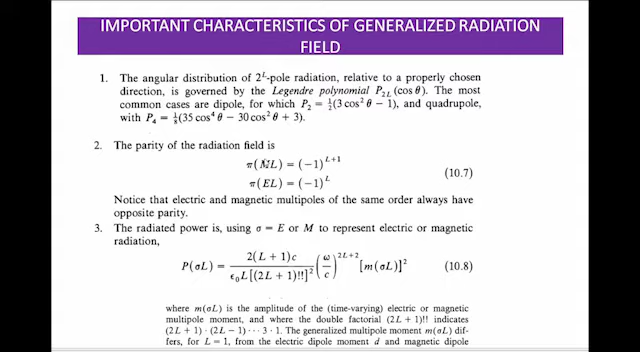 IMPORTANT CHARACTERISTICS OF GENERALIZED RADIATION
FIELD
1. The angular distribution of 2^L-pole radiation, relative to a properly chosen
direction, is governed by the Legendre polynomial P_{2L}(cos θ). The most
common cases are dipole, for which P_2 = ½(3 cos² θ − 1), and quadrupole,
with P_4 = ⅛(35 cos⁴ θ − 30 cos² θ + 3).
2. The parity of the radiation field is
π(ML) = (−1)^{L+1}
π(EL) = (−1)^L (10.7)
Notice that electric and magnetic multipoles of the same order always have
opposite parity.
3. The radiated power is, using σ = E or M to represent electric or magnetic
radiation,
P(σL) = 2(L + 1)c / ε_0 L[(2L + 1)!!]² (ω/c)^{2L+2} [m(σL)]² (10.8)
where m(σL) is the amplitude of the (time-varying) electric or magnetic
multipole moment, and where the double factorial (2L + 1)!! indicates
(2L + 1) · (2L − 1) ··· 3 · 1. The generalized multipole moment m(σL) dif-
fers, for L = 1, from the electric dipole moment d and magnetic dipole